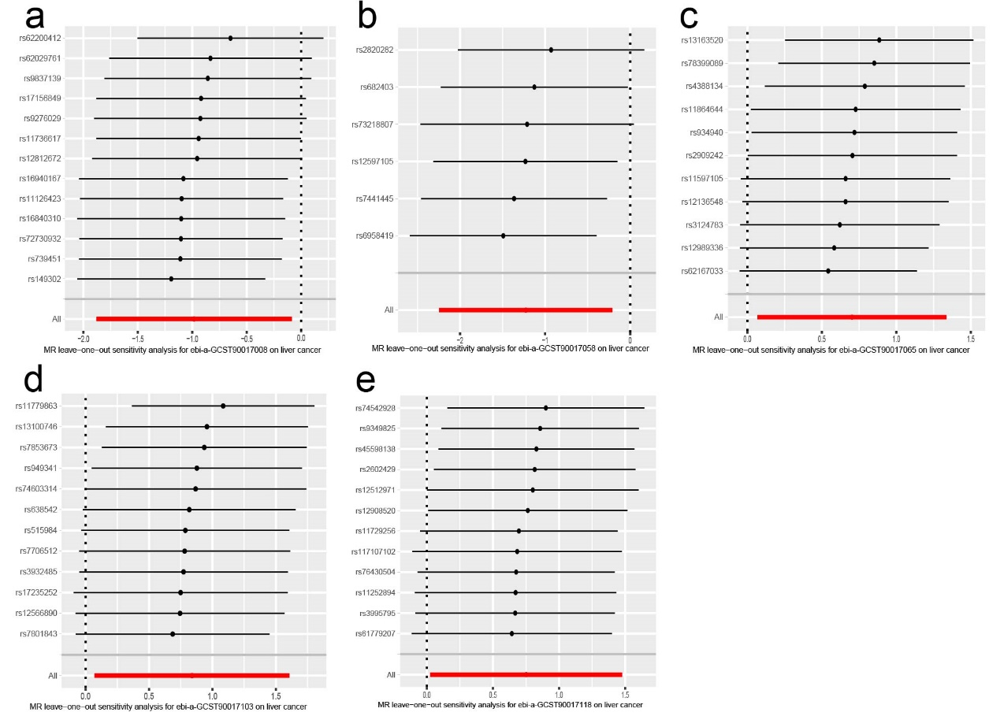 a
rs62200412
rs62029761
rs9837139
rs17156849
rs9276029
rs11736617
rs12812672
rs16940167
rs11126423
rs16840310
rs72730932
rs739451
rs149302
All
−2.0 −1.5 −1.0 −0.5 0.0
MR leave−one−out sensitivity analysis for ebi-a-GCST90017008 on liver cancer
b
rs2820282
rs682403
rs73218807
rs12597105
rs7441445
rs6958419
All
−2 −1 0
MR leave−one−out sensitivity analysis for ebi-a-GCST90017058 on liver cancer
c
rs13163520
rs78399089
rs4388134
rs11864644
rs934940
rs2909242
rs11597105
rs12136548
rs3124783
rs12989336
rs62167033
All
0.0 0.5 1.0 1.5
MR leave−one−out sensitivity analysis for ebi-a-GCST90017065 on liver cancer
d
rs11779863
rs13100746
rs7853673
rs949341
rs74603314
rs638542
rs515984
rs7706512
rs3932485
rs17235252
rs12566890
rs7801843
All
0.0 0.5 1.0 1.5
MR leave−one−out sensitivity analysis for ebi-a-GCST90017103 on liver cancer
e
rs74542928
rs9349825
rs45598138
rs2602429
rs12512971
rs12908520
rs11729256
rs117107102
rs76430504
rs11252894
rs3995795
rs61779207
All
0.0 0.5 1.0 1.5
MR leave−one−out sensitivity analysis for ebi-a-GCST90017118 on liver cancer